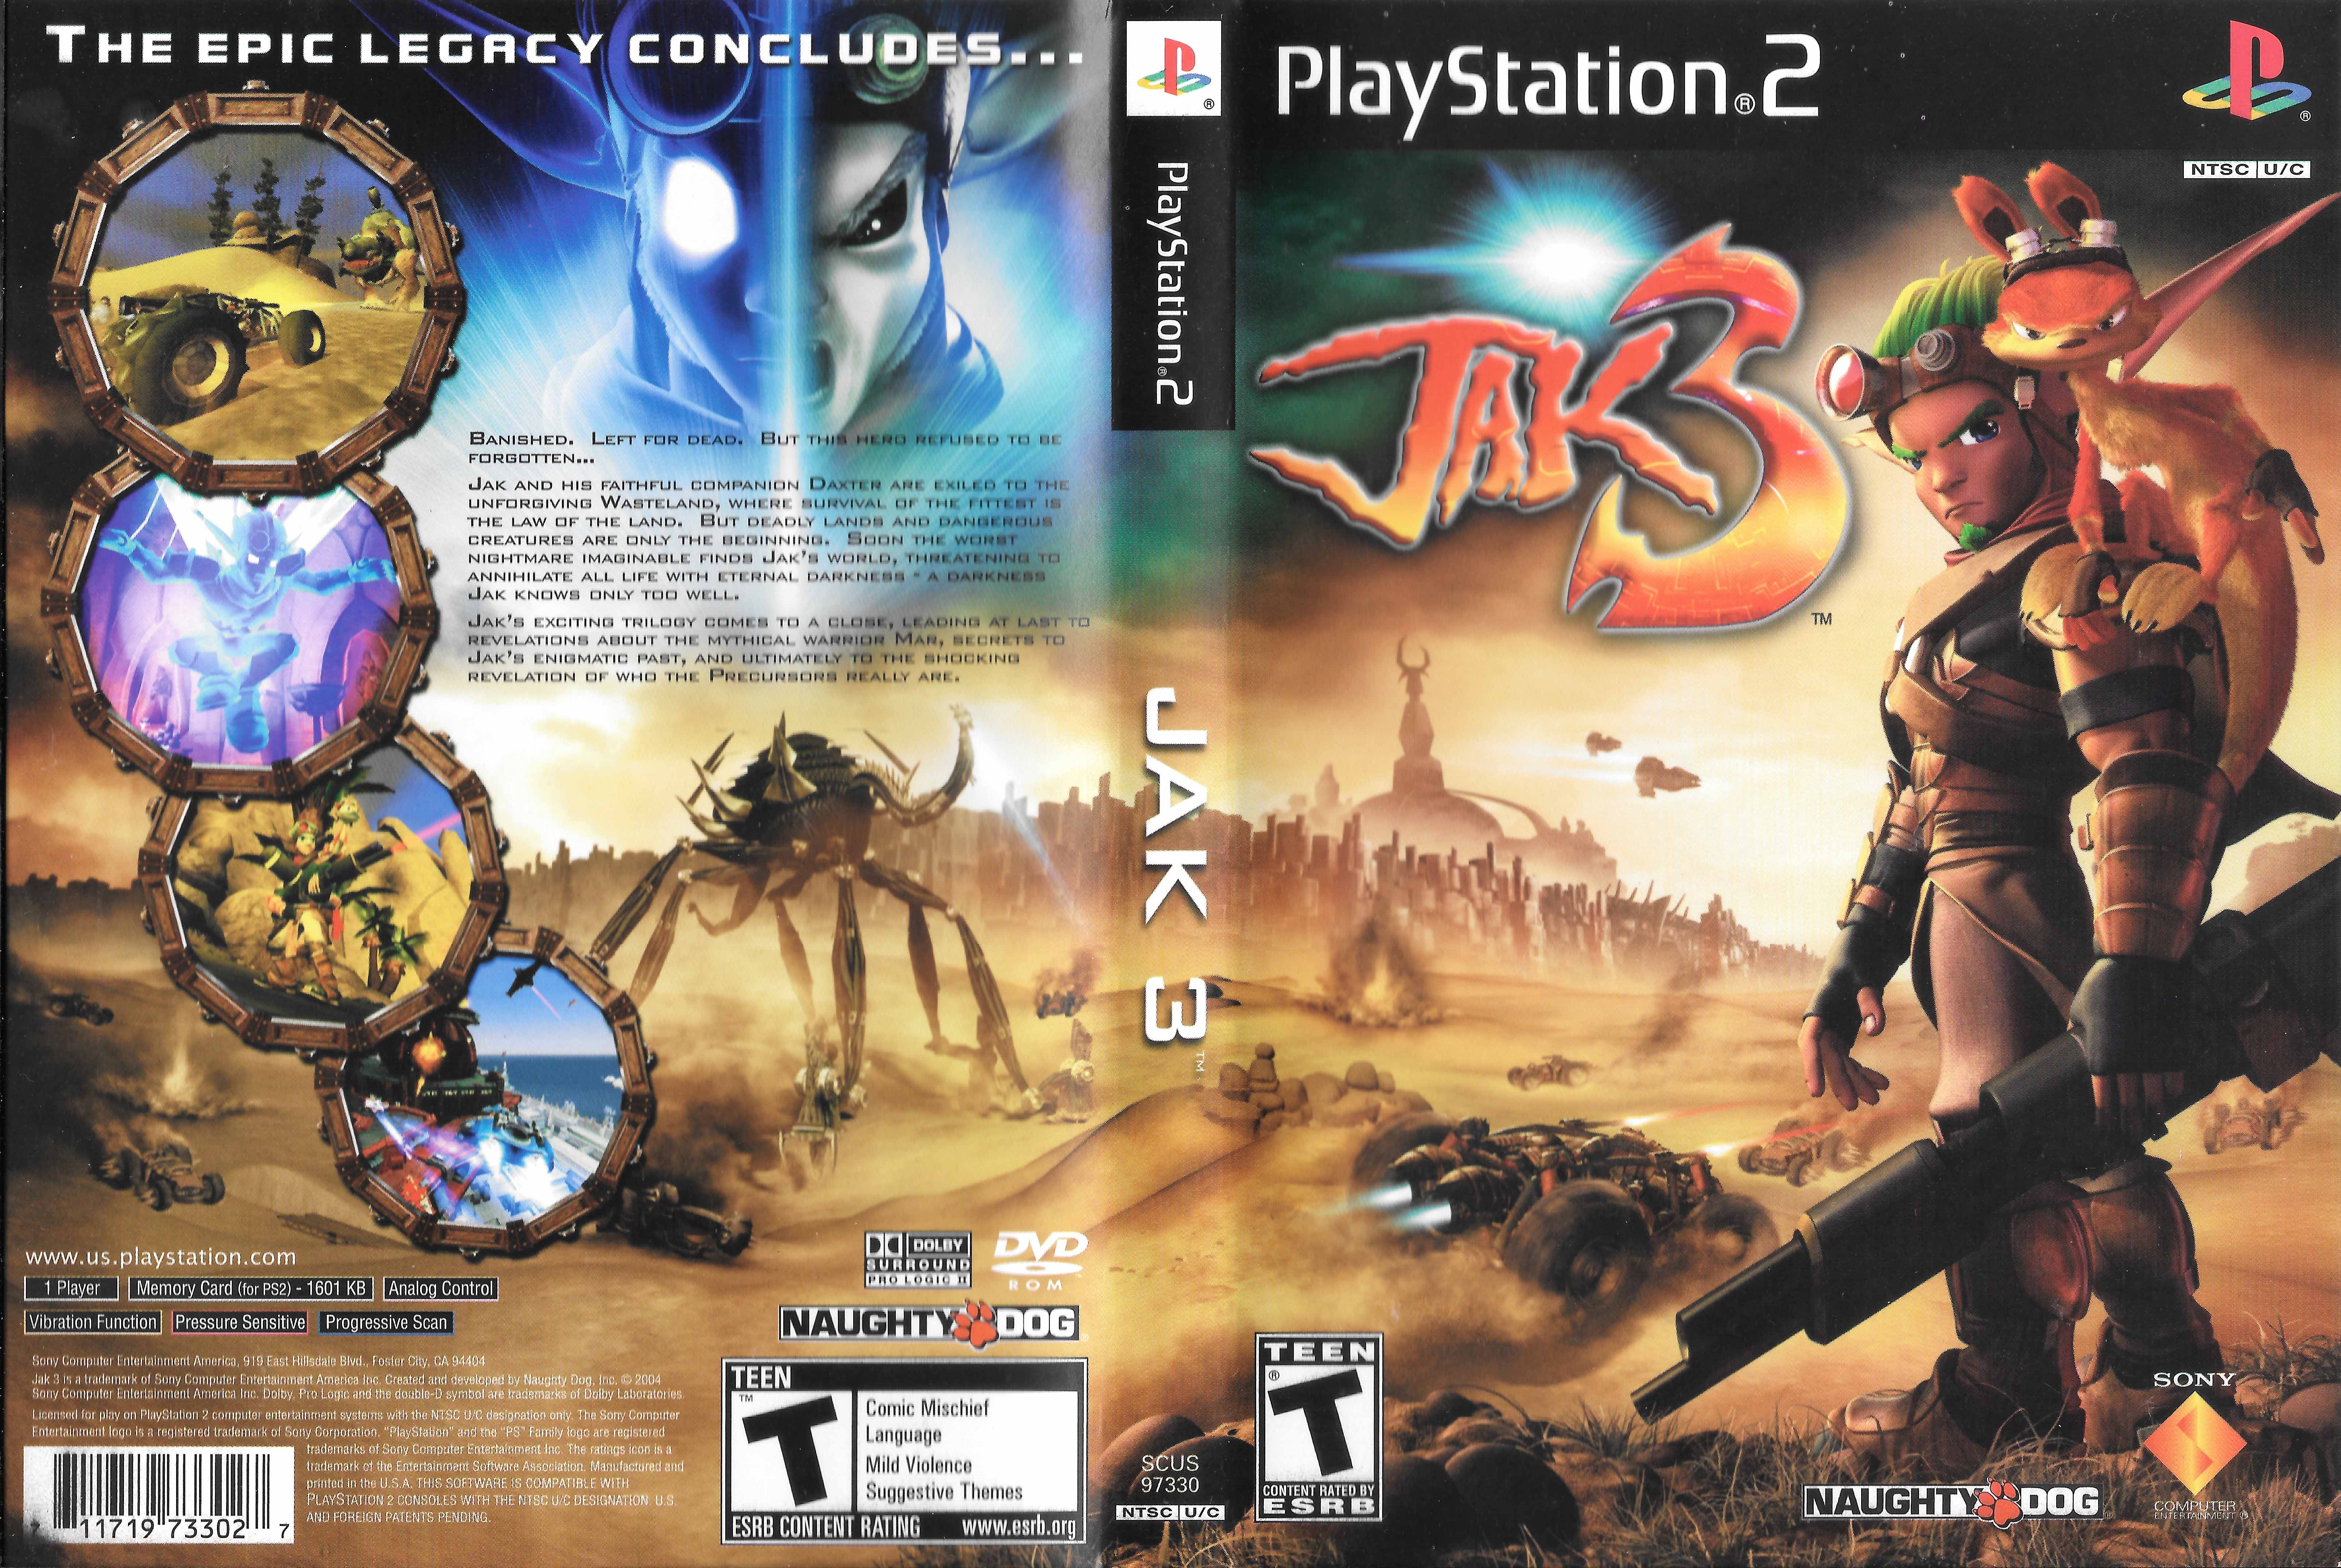 THE EPIC LEGACY CONCLUDES...
BANISHED. LEFT FOR DEAD. BUT THIS HERO REFUSED TO BE
FORGOTTEN...
JAK AND HIS FAITHFUL COMPANION DAXTER ARE EXILED TO THE
UNFORGIVING WASTELAND, WHERE SURVIVAL OF THE FITTEST IS
THE LAW OF THE LAND. BUT DEADLY LANDS AND DANGEROUS
CREATURES ARE ONLY THE BEGINNING. SOON THE WORST
NIGHTMARE IMAGINABLE FINDS JAK'S WORLD, THREATENING TO
ANNIHILATE ALL LIFE WITH ETERNAL DARKNESS - A DARKNESS
JAK KNOWS ONLY TOO WELL.
JAK'S EXCITING TRILOGY COMES TO A CLOSE, LEADING AT LAST TO
REVELATIONS ABOUT THE MYTHICAL WARRIOR MAR, SECRETS TO
JAK'S ENIGMATIC PAST, AND ULTIMATELY TO THE SHOCKING
REVELATION OF WHO THE PRECURSORS REALLY ARE.
www.us.playstation.com
1 Player
Memory Card (for PS2) - 1601 KB
Analog Control
Vibration Function
Pressure Sensitive
Progressive Scan
DOLBY
SURROUND
PRO LOGIC II
DVD
ROM
NAUGHTY DOG
Sony Computer Entertainment America, 919 East Hillsdale Blvd., Foster City, CA 94404
Jak 3 is a trademark of Sony Computer Entertainment America Inc. Created and developed by Naughty Dog, Inc. © 2004
Sony Computer Entertainment America Inc. Dolby, Pro Logic and the double-D symbol are trademarks of Dolby Laboratories.
Licensed for play on PlayStation 2 computer entertainment systems with the NTSC U/C designation only. The Sony Computer
Entertainment logo is a registered trademark of Sony Corporation. "PlayStation" and the "PS" Family logo are registered
trademarks of Sony Computer Entertainment Inc. The ratings icon is a
trademark of the Entertainment Software Association. Manufactured and
printed in the U.S.A. THIS SOFTWARE IS COMPATIBLE WITH
PLAYSTATION 2 CONSOLES WITH THE NTSC U/C DESIGNATION. U.S.
AND FOREIGN PATENTS PENDING.
7 11719 73302 7
TEEN
T ™
Comic Mischief
Language
Mild Violence
Suggestive Themes
ESRB CONTENT RATING www.esrb.org
®
PlayStation®2
JAK 3™
SCUS
97330
NTSC U/C
PlayStation®2
®
NTSC U/C
JAK 3
™
TEEN
T ®
CONTENT RATED BY
ESRB
NAUGHTY DOG
SONY
COMPUTER
ENTERTAINMENT®